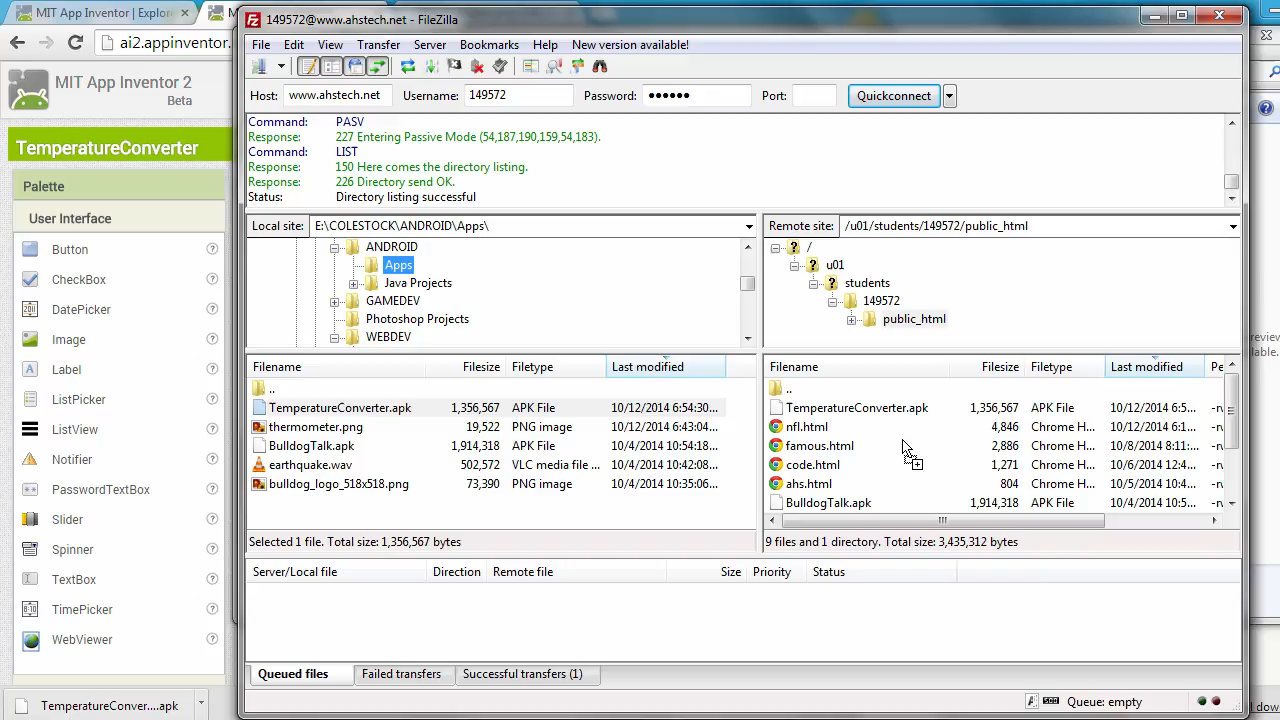 MIT App Inventor | Explor
149572@www.ahstech.net - FileZilla
ai2.appinventor.
File Edit View Transfer Server Bookmarks Help New version available!
MIT App Inventor 2
Beta
Host: www.ahstech.net Username: 149572 Password: ●●●●●● Port: Quickconnect
Command: PASV
Response: 227 Entering Passive Mode (54,187,190,159,54,183).
Command: LIST
Response: 150 Here comes the directory listing.
Response: 226 Directory send OK.
Status: Directory listing successful
TemperatureConverter
Palette
User Interface
Button ?
CheckBox ?
DatePicker ?
Image ?
Label ?
ListPicker ?
ListView ?
Notifier ?
PasswordTextBox ?
Slider ?
Spinner ?
TextBox ?
TimePicker ?
WebViewer ?
TemperatureConver....apk
Local site: E:\COLESTOCK\ANDROID\Apps\
ANDROID
Apps
Java Projects
GAMEDEV
Photoshop Projects
WEBDEV
Remote site: /u01/students/149572/public_html
/
u01
students
149572
public_html
Filename Filesize Filetype Last modified
..
TemperatureConverter.apk 1,356,567 APK File 10/12/2014 6:54:30...
thermometer.png 19,522 PNG image 10/12/2014 6:43:04...
BulldogTalk.apk 1,914,318 APK File 10/4/2014 10:54:18...
earthquake.wav 502,572 VLC media file ... 10/4/2014 10:42:08...
bulldog_logo_518x518.png 73,390 PNG image 10/4/2014 10:35:06...
Selected 1 file. Total size: 1,356,567 bytes
Filename Filesize Filetype Last modified Pe
..
TemperatureConverter.apk 1,356,567 APK File 10/12/2014 6:5... -rv
nfl.html 4,846 Chrome H... 10/12/2014 6:1... -rv
famous.html 2,886 Chrome H... 10/8/2014 8:11:... -rv
code.html 1,271 Chrome H... 10/6/2014 12:4... -rv
ahs.html 804 Chrome H... 10/5/2014 10:4... -rv
BulldogTalk.apk 1,914,318 APK File 10/4/2014 10:5... -rv
9 files and 1 directory. Total size: 3,435,312 bytes
Server/Local file Direction Remote file Size Priority Status
Queued files Failed transfers Successful transfers (1)
Queue: empty